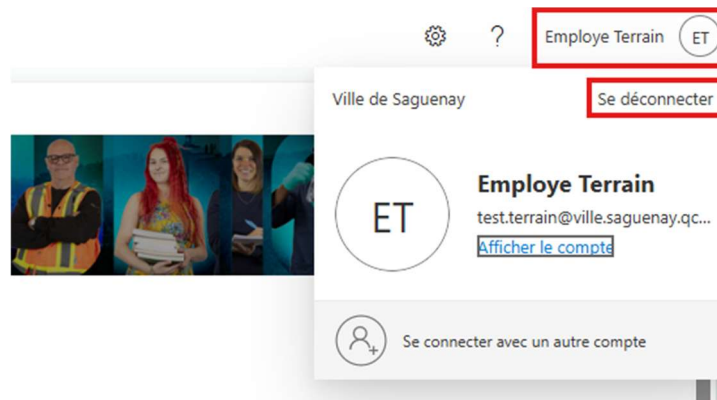 ? Employe Terrain ET
Ville de Saguenay Se déconnecter
ET
Employe Terrain
test.terrain@ville.saguenay.qc...
Afficher le compte
Se connecter avec un autre compte